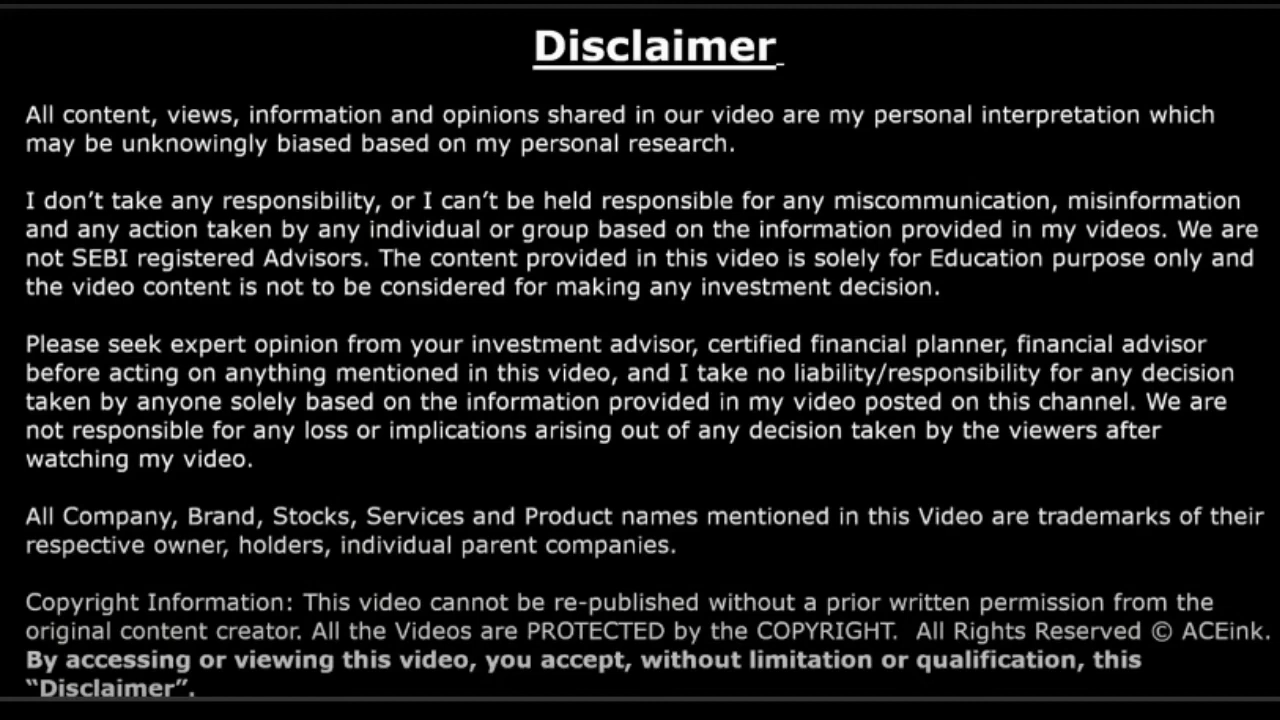 Disclaimer
All content, views, information and opinions shared in our video are my personal interpretation which
may be unknowingly biased based on my personal research.
I don’t take any responsibility, or I can’t be held responsible for any miscommunication, misinformation
and any action taken by any individual or group based on the information provided in my videos. We are
not SEBI registered Advisors. The content provided in this video is solely for Education purpose only and
the video content is not to be considered for making any investment decision.
Please seek expert opinion from your investment advisor, certified financial planner, financial advisor
before acting on anything mentioned in this video, and I take no liability/responsibility for any decision
taken by anyone solely based on the information provided in my video posted on this channel. We are
not responsible for any loss or implications arising out of any decision taken by the viewers after
watching my video.
All Company, Brand, Stocks, Services and Product names mentioned in this Video are trademarks of their
respective owner, holders, individual parent companies.
Copyright Information: This video cannot be re-published without a prior written permission from the
original content creator. All the Videos are PROTECTED by the COPYRIGHT.  All Rights Reserved © ACEink.
By accessing or viewing this video, you accept, without limitation or qualification, this
“Disclaimer”.